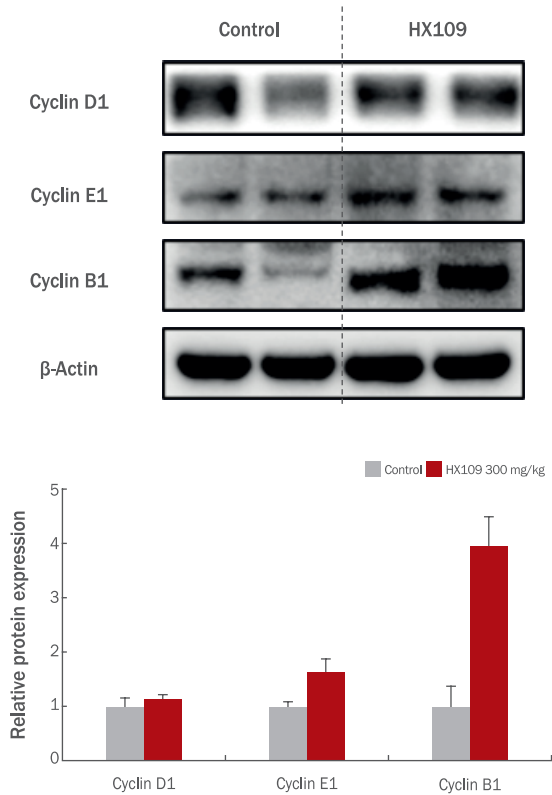 Control HX109
Cyclin D1
Cyclin E1
Cyclin B1
β-Actin
Control HX109 300 mg/kg
Relative protein expression
5
4
3
2
1
0
Cyclin D1 Cyclin E1 Cyclin B1